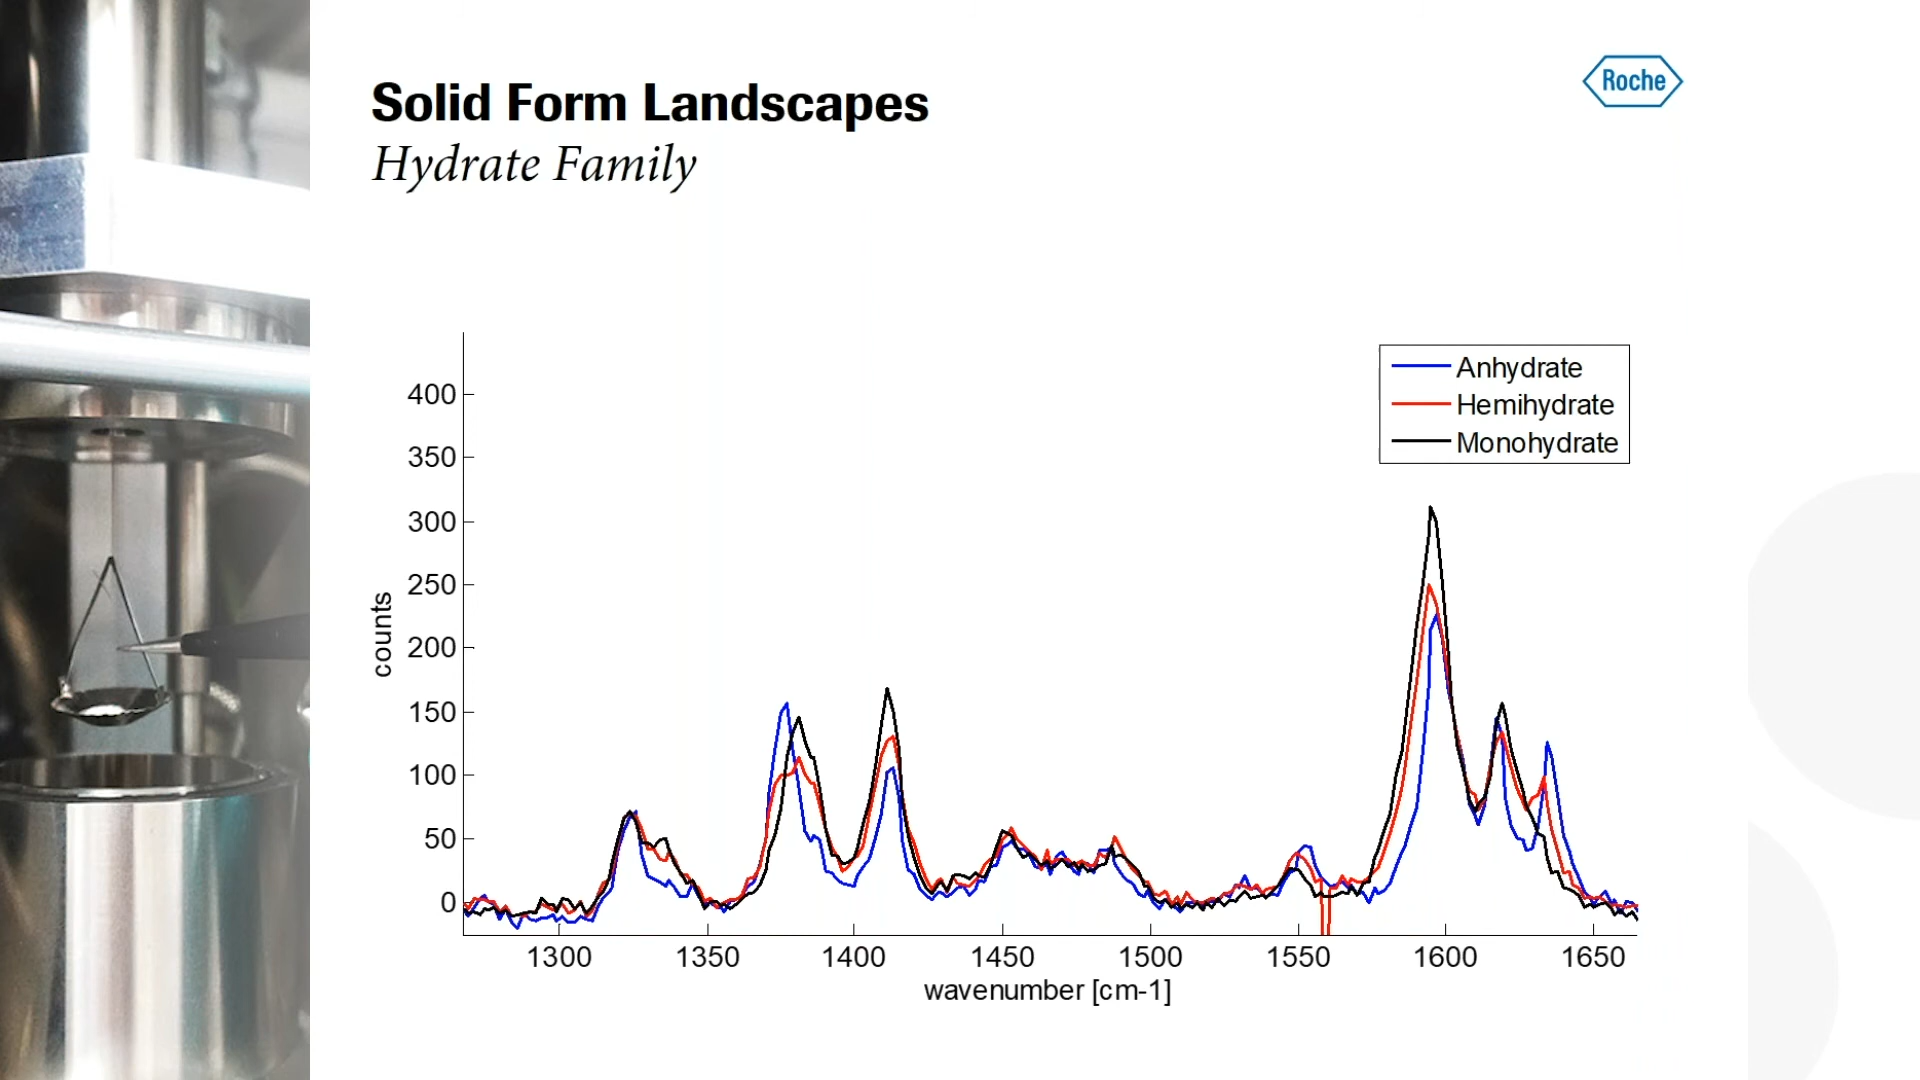 Solid Form Landscapes
Hydrate Family
Roche
Anhydrate
Hemihydrate
Monohydrate
400
350
300
250
200
150
100
50
0
counts
1300 1350 1400 1450 1500 1550 1600 1650
wavenumber [cm-1]